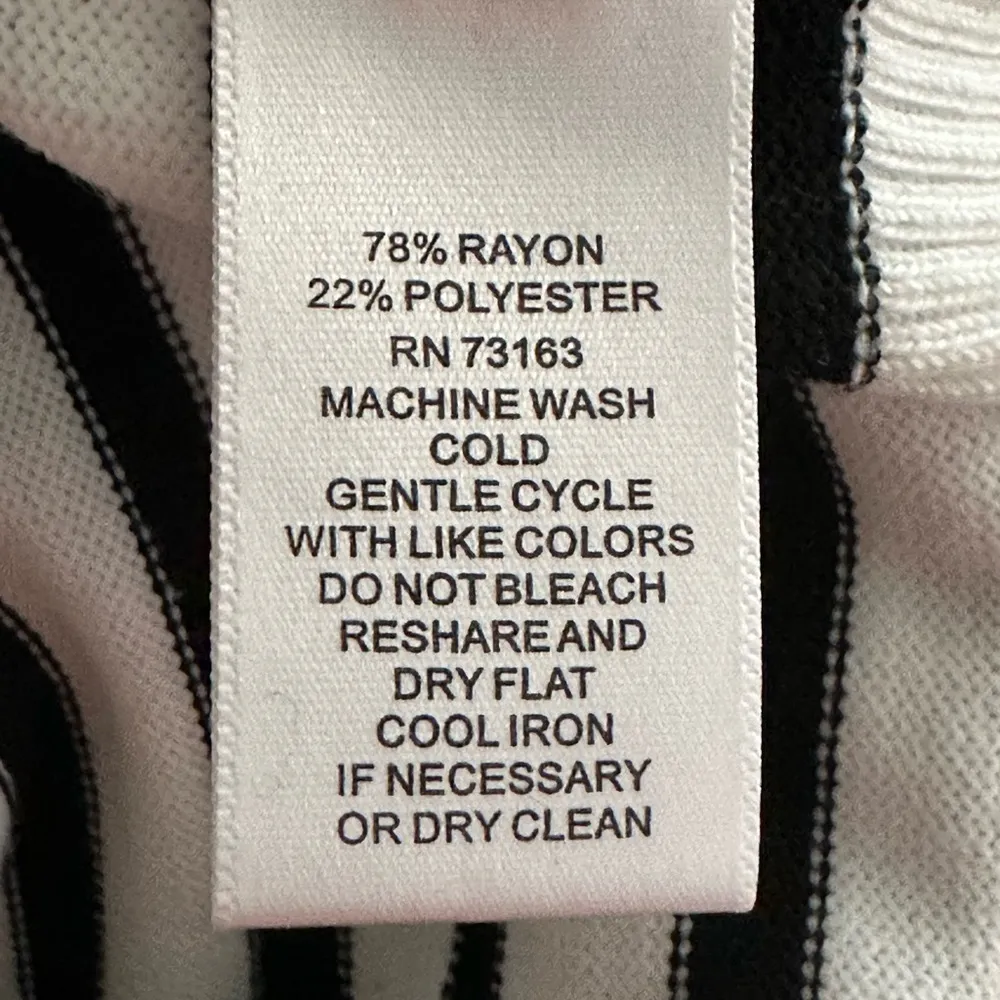 78% RAYON
22% POLYESTER
RN 73163
MACHINE WASH
COLD
GENTLE CYCLE
WITH LIKE COLORS
DO NOT BLEACH
RESHARE AND
DRY FLAT
COOL IRON
IF NECESSARY
OR DRY CLEAN